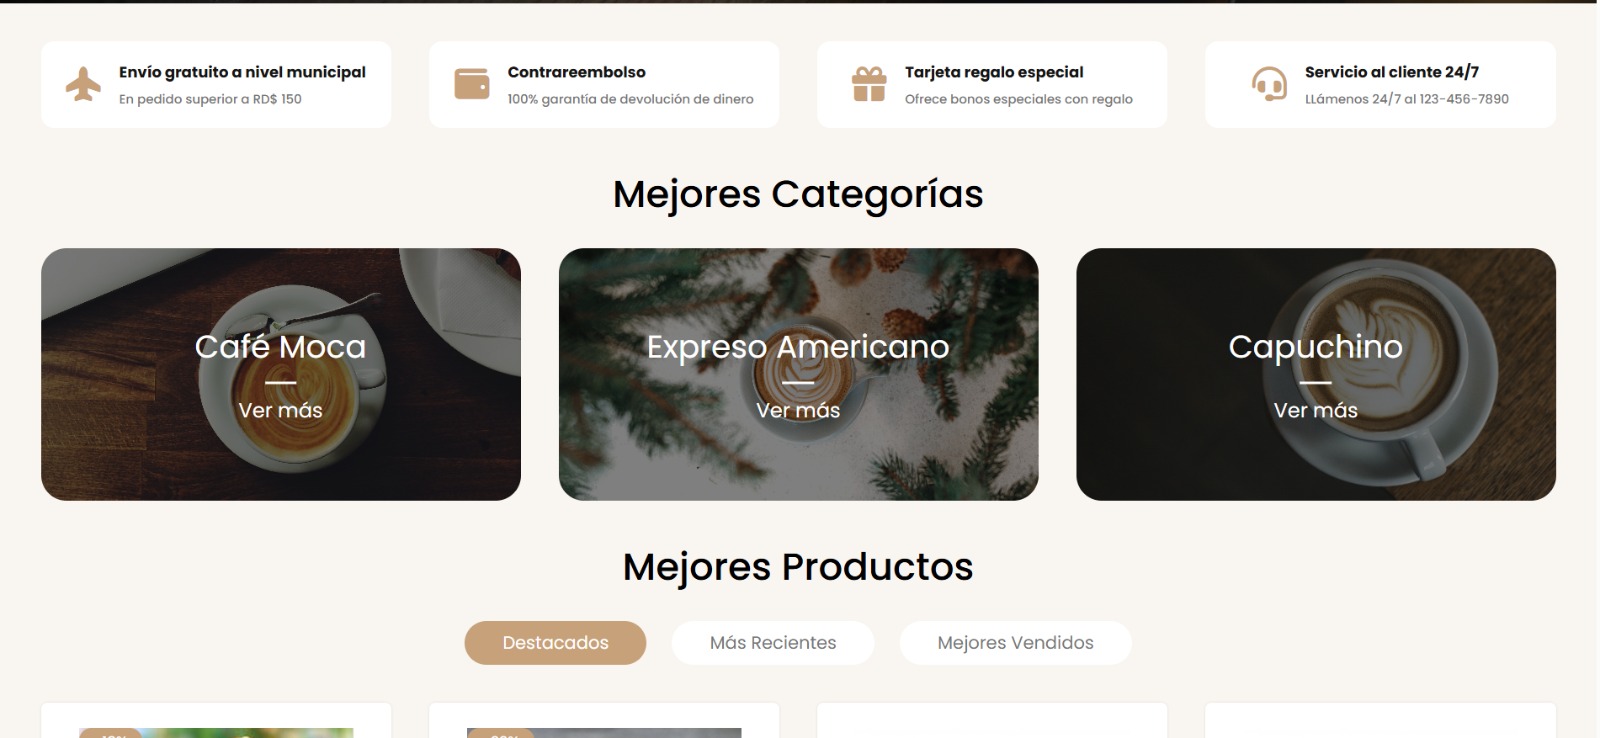 Envío gratuito a nivel municipal
En pedido superior a RD$ 150
Contrareembolso
100% garantía de devolución de dinero
Tarjeta regalo especial
Ofrece bonos especiales con regalo
Servicio al cliente 24/7
LLámenos 24/7 al 123-456-7890
Mejores Categorías
Café Moca
Ver más
Expreso Americano
Ver más
Capuchino
Ver más
Mejores Productos
Destacados
Más Recientes
Mejores Vendidos